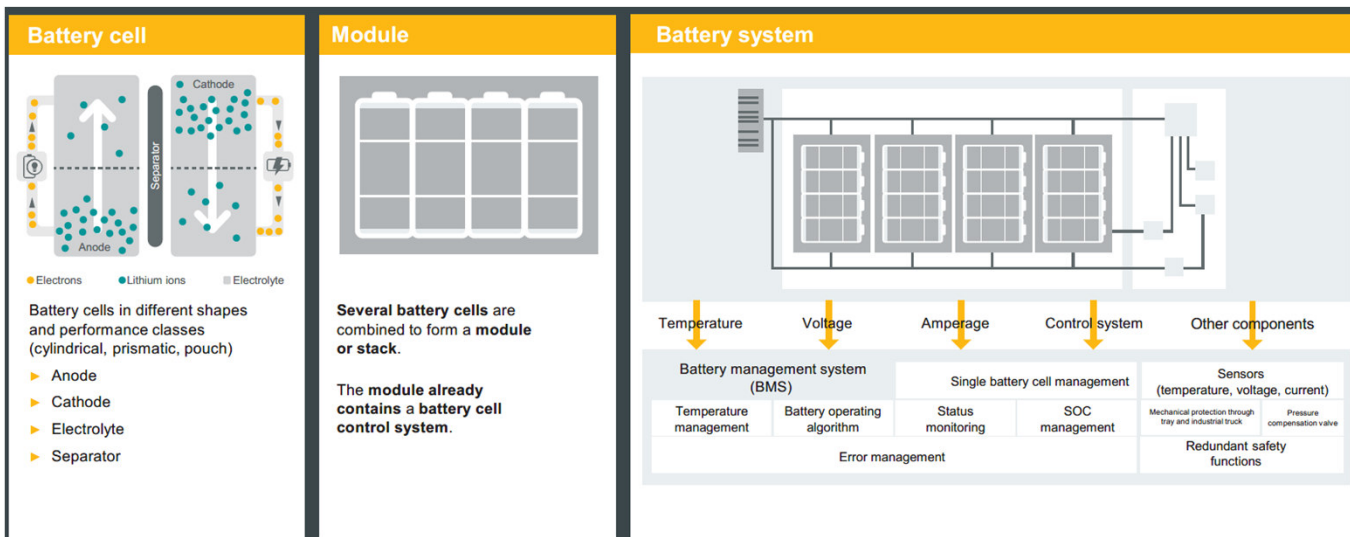 Battery cell
Cathode
Separator
Anode
Electrons
Lithium ions
Electrolyte
Battery cells in different shapes
and performance classes
(cylindrical, prismatic, pouch)
Anode
Cathode
Electrolyte
Separator
Module
Several battery cells are
combined to form a module
or stack.
The module already
contains a battery cell
control system.
Battery system
Temperature
Voltage
Amperage
Control system
Other components
Battery management system
(BMS)
Single battery cell management
Sensors
(temperature, voltage, current)
Temperature
management
Battery operating
algorithm
Status
monitoring
SOC
management
Mechanical protection through
tray and industrial truck
Pressure
compensation valve
Error management
Redundant safety
functions